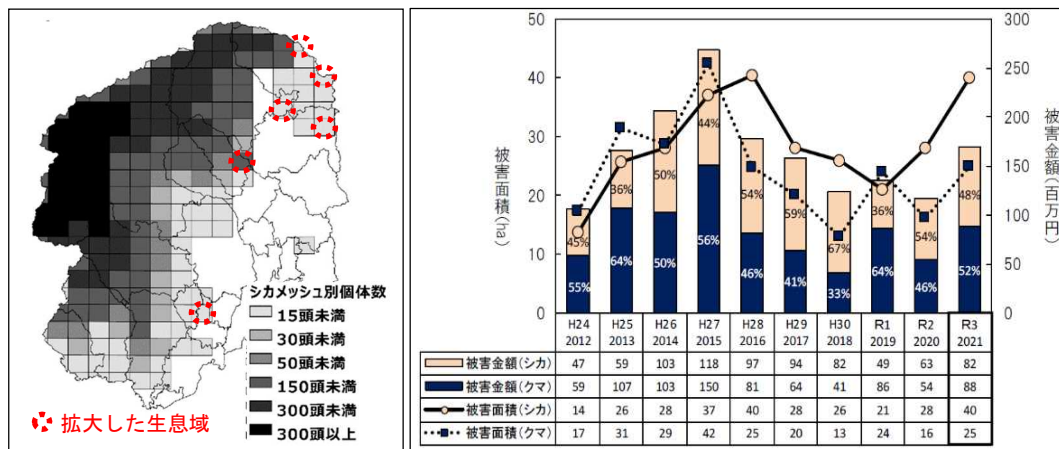 シカメッシュ別個体数
15頭未満
30頭未満
50頭未満
150頭未満
300頭未満
300頭以上
拡大した生息域
被害面積(ha)
50
40
30
20
10
0
被害金額(百万円)
300
250
200
150
100
50
0
45%
55%
36%
64%
50%
50%
44%
56%
54%
46%
59%
41%
67%
33%
36%
64%
54%
46%
48%
52%
H24 H25 H26 H27 H28 H29 H30 R1 R2 R3
2012 2013 2014 2015 2016 2017 2018 2019 2020 2021
被害金額(シカ) 47 59 103 118 97 94 82 49 63 82
被害金額(クマ) 59 107 103 150 81 64 41 86 54 88
被害面積(シカ) 14 26 28 37 40 28 26 21 28 40
被害面積(クマ) 17 31 29 42 25 20 13 24 16 25